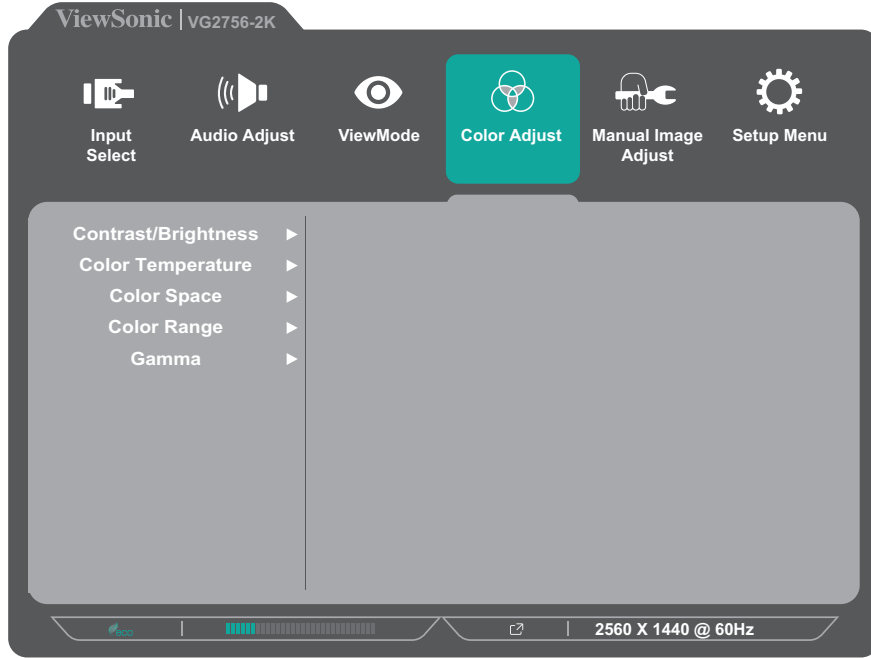 ViewSonic | VG2756-2K
Input
Select
Audio Adjust
ViewMode
Color Adjust
Manual Image
Adjust
Setup Menu
Contrast/Brightness
Color Temperature
Color Space
Color Range
Gamma
eco
2560 X 1440 @ 60Hz